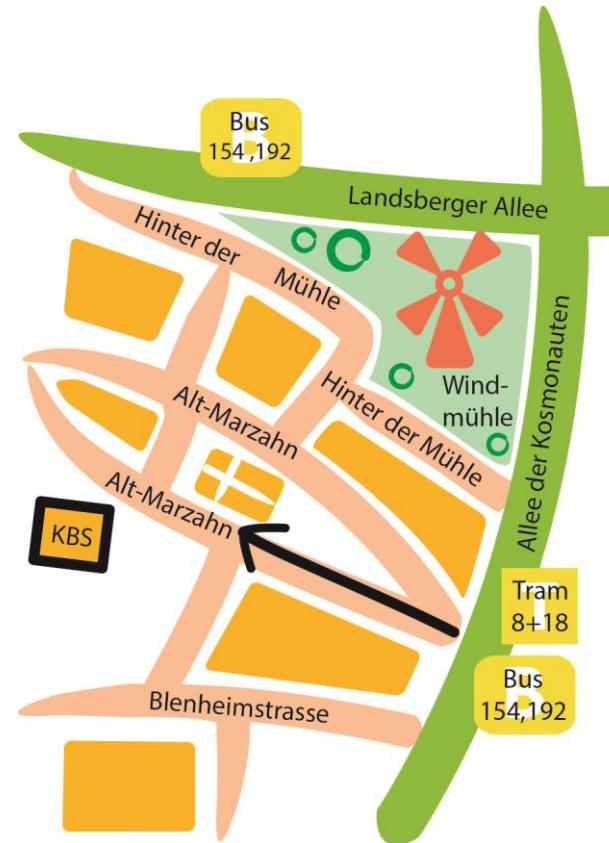 Bus
154 ,192
Landsberger Allee
Hinter der
Mühle
Allee der Kosmonauten
Wind-
mühle
Hinter der Mühle
Alt-Marzahn
Alt-Marzahn
KBS
Tram
8+18
Bus
154,192
Blenheimstrasse